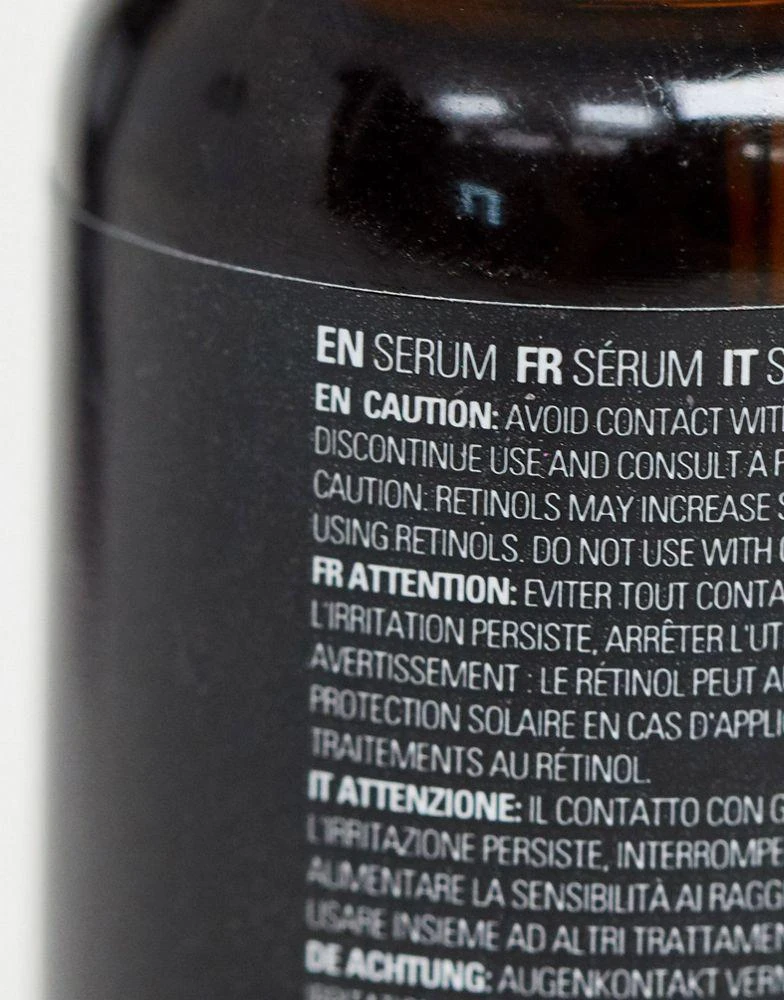 EN SERUM FR SÉRUM IT S
EN CAUTION: AVOID CONTACT WIT
DISCONTINUE USE AND CONSULT A
CAUTION. RETINOLS MAY INCREASE
USING RETINOLS. DO NOT USE WITH
FR ATTENTION: EVITER TOUT CONTA
L'IRRITATION PERSISTE, ARRÊTER L'UT
AVERTISSEMENT : LE RÉTINOL PEUT A
PROTECTION SOLAIRE EN CAS D'APPLI
TRAITEMENTS AU RÉTINOL.
IT ATTENZIONE: IL CONTATTO CON
L'IRRITAZIONE PERSISTE, INTERROMPE
AUMENTARE LA SENSIBILITÀ AI RAGG
USARE INSIEME AD ALTRI TRATTAME
DE ACHTUNG: AUGENKONTAKT VER